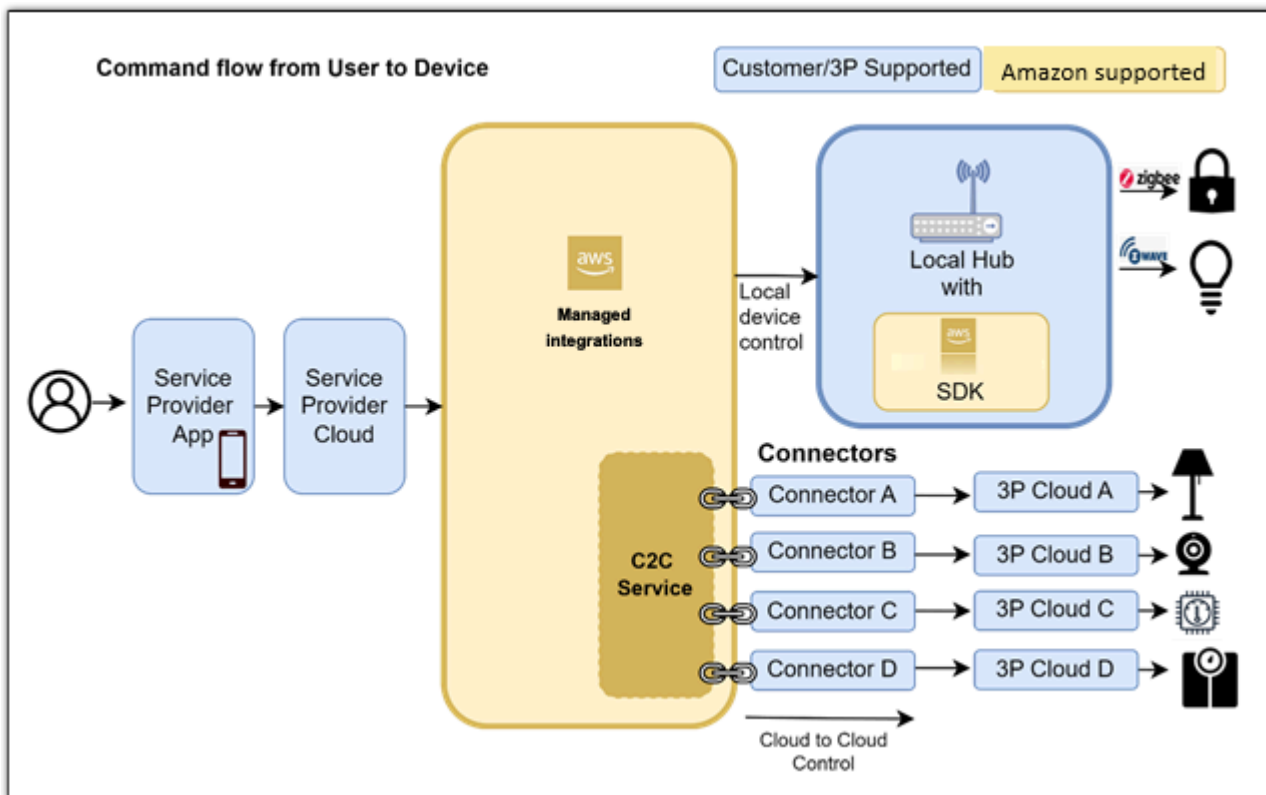 Command flow from User to Device
Customer/3P Supported
Amazon supported
aws
Managed
integrations
Local
device
control
Local Hub
with
aws
SDK
zigbee
Z WAVE
Service
Provider
App
Service
Provider
Cloud
C2C
Service
Connectors
Connector A
3P Cloud A
Connector B
3P Cloud B
Connector C
3P Cloud C
Connector D
3P Cloud D
Cloud to Cloud
Control